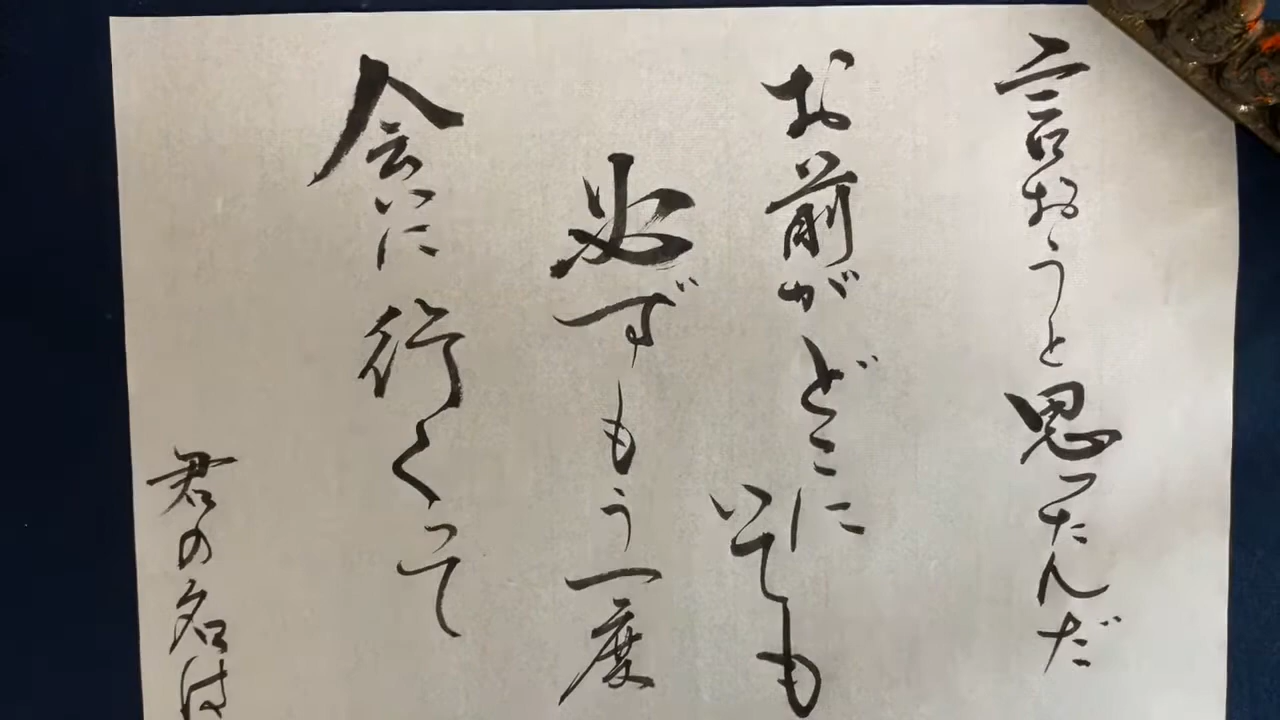 言おうと思ったんだ
お前がどこに
いても
必ずもう一度
会いに行くって
君の名は